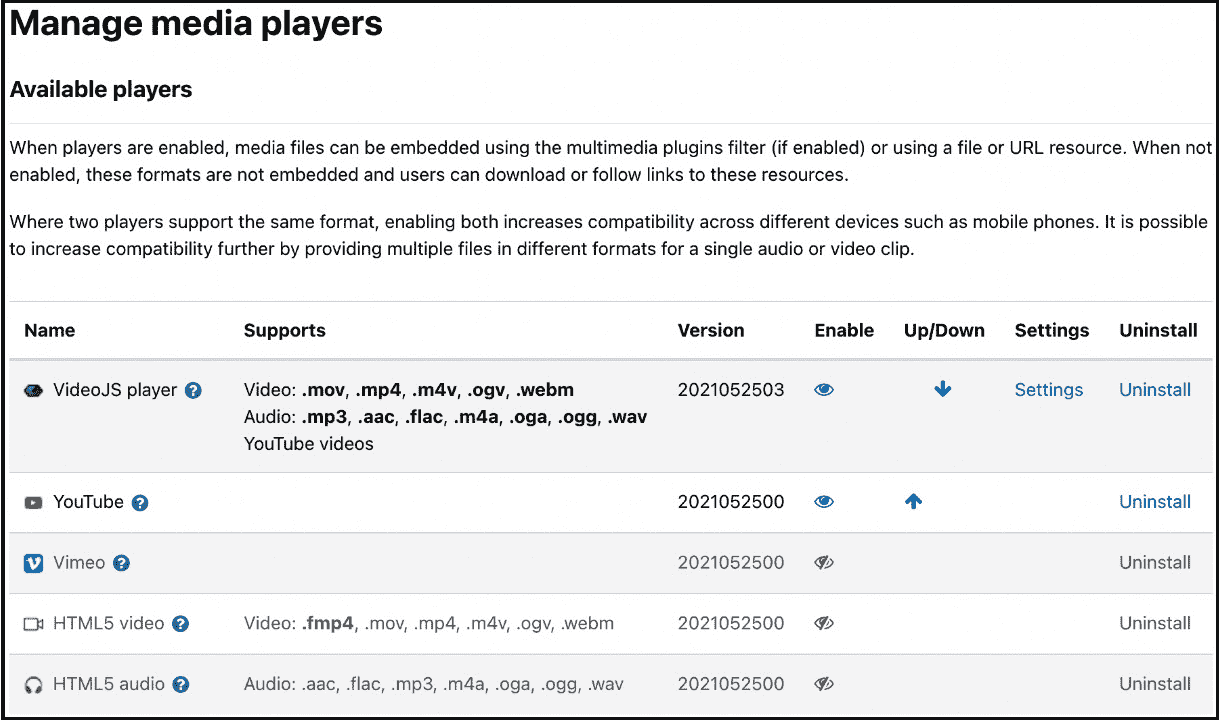 Manage media players
Available players
When players are enabled, media files can be embedded using the multimedia plugins filter (if enabled) or using a file or URL resource. When not
enabled, these formats are not embedded and users can download or follow links to these resources.
Where two players support the same format, enabling both increases compatibility across different devices such as mobile phones. It is possible
to increase compatibility further by providing multiple files in different formats for a single audio or video clip.
Name Supports Version Enable Up/Down Settings Uninstall
VideoJS player ? Video: .mov, .mp4, .m4v, .ogv, .webm 2021052503 Settings Uninstall
Audio: .mp3, .aac, .flac, .m4a, .oga, .ogg, .wav
YouTube videos
YouTube ? 2021052500 Uninstall
Vimeo ? 2021052500 Uninstall
HTML5 video ? Video: .fmp4, .mov, .mp4, .m4v, .ogv, .webm 2021052500 Uninstall
HTML5 audio ? Audio: .aac, .flac, .mp3, .m4a, .oga, .ogg, .wav 2021052500 Uninstall